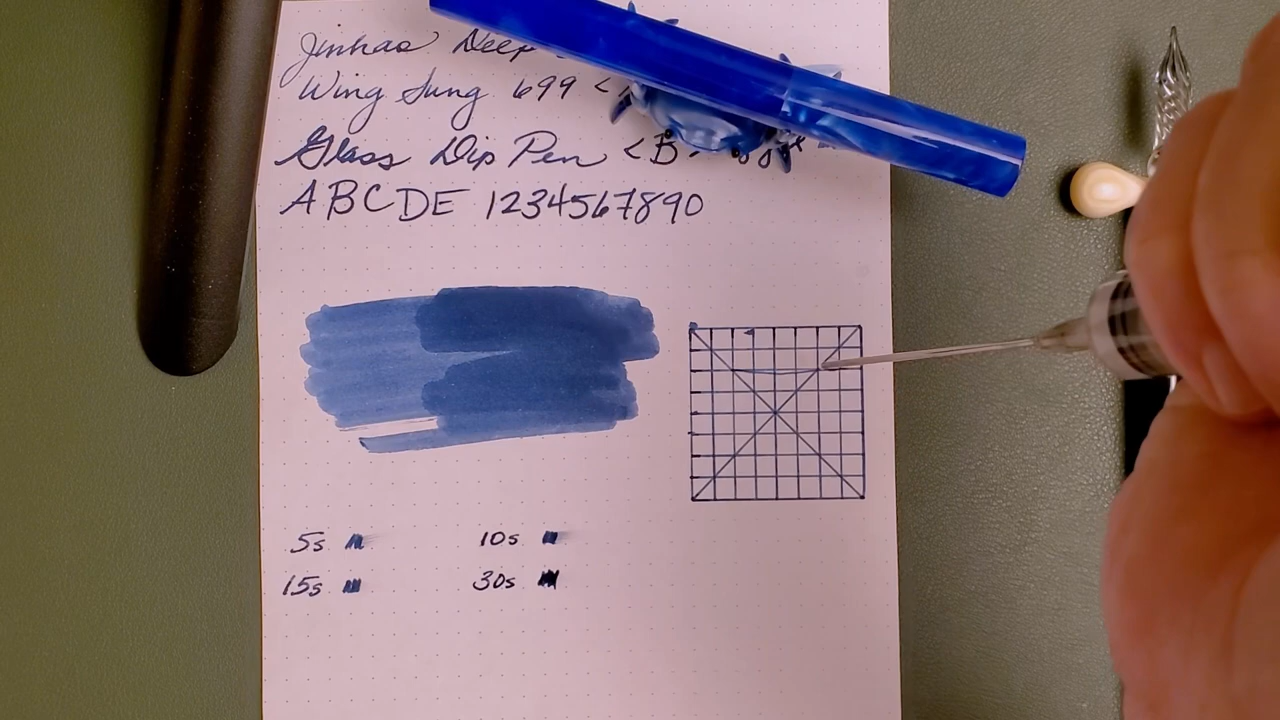 Jinhao Deep
Wing Sung 699 <
Glass Dip Pen <B>
ABCDE 1234567890
5s 10s
15s 30s